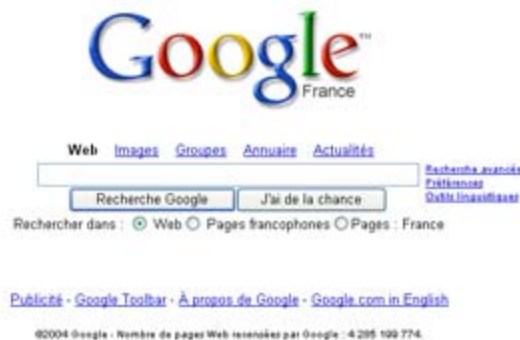 Google™
France
Web Images Groupes Annuaire Actualités
Recherche avancée
Préférences
Outils linguistiques
Recherche Google J'ai de la chance
Rechercher dans : Web Pages francophones Pages : France
Publicité - Google Toolbar - À propos de Google - Google.com in English
©2004 Google - Nombre de pages Web recensées par Google : 4 285 199 774.